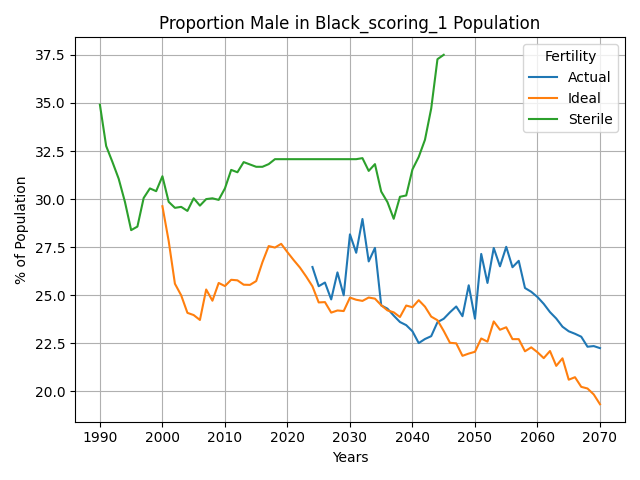 Proportion Male in Black_scoring_1 Population
Fertility
Actual
Ideal
Sterile
% of Population
37.5
35.0
32.5
30.0
27.5
25.0
22.5
20.0
1990 2000 2010 2020 2030 2040 2050 2060 2070
Years